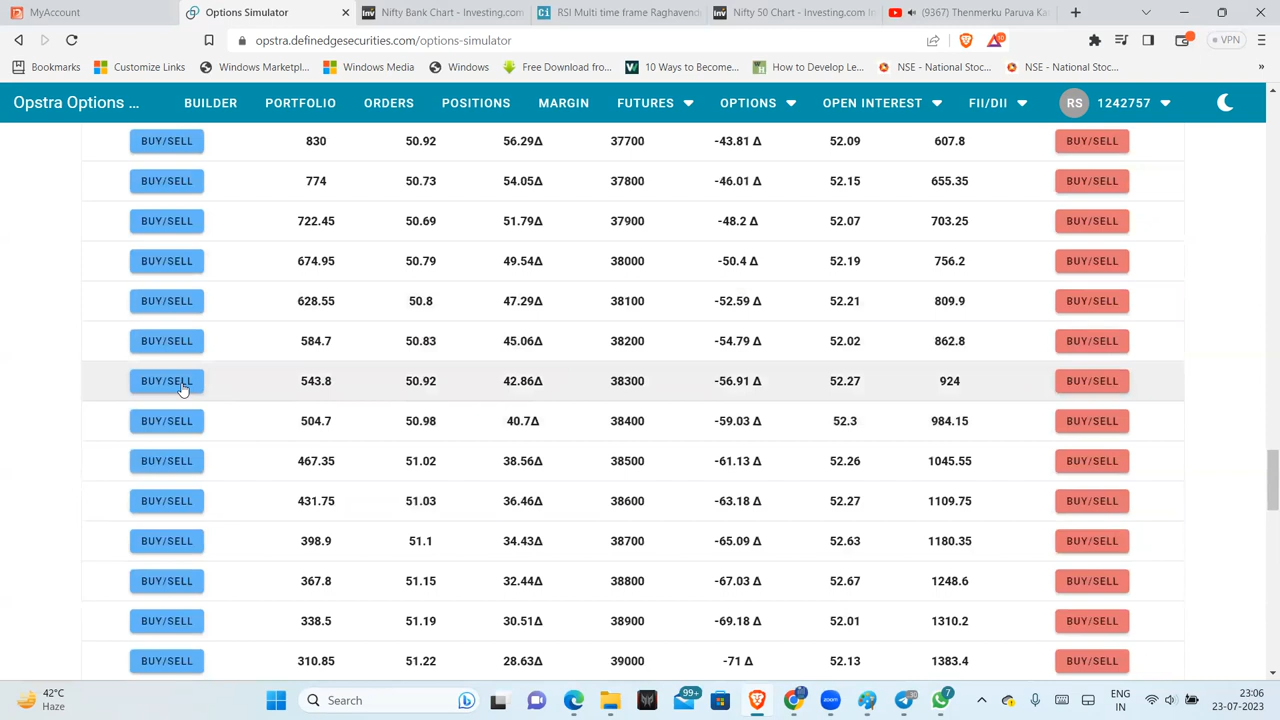 MyAccount
Options Simulator
Nifty Bank Chart - Investing.com
RSI Multi time frame Raghavend
Nifty 50 Chart - Investing.com In
(9367) Thenmerku Paruva Ka
opstra.definedgesecurities.com/options-simulator
VPN
Bookmarks
Customize Links
Windows Marketpl...
Windows Media
Windows
Free Download fro...
10 Ways to Become...
How to Develop Le...
NSE - National Stoc...
NSE - National Stoc...
Opstra Options ...
BUILDER
PORTFOLIO
ORDERS
POSITIONS
MARGIN
FUTURES
OPTIONS
OPEN INTEREST
FII/DII
RS
1242757
BUY/SELL 830 50.92 56.29Δ 37700 -43.81 Δ 52.09 607.8 BUY/SELL
BUY/SELL 774 50.73 54.05Δ 37800 -46.01 Δ 52.15 655.35 BUY/SELL
BUY/SELL 722.45 50.69 51.79Δ 37900 -48.2 Δ 52.07 703.25 BUY/SELL
BUY/SELL 674.95 50.79 49.54Δ 38000 -50.4 Δ 52.19 756.2 BUY/SELL
BUY/SELL 628.55 50.8 47.29Δ 38100 -52.59 Δ 52.21 809.9 BUY/SELL
BUY/SELL 584.7 50.83 45.06Δ 38200 -54.79 Δ 52.02 862.8 BUY/SELL
BUY/SELL 543.8 50.92 42.86Δ 38300 -56.91 Δ 52.27 924 BUY/SELL
BUY/SELL 504.7 50.98 40.7Δ 38400 -59.03 Δ 52.3 984.15 BUY/SELL
BUY/SELL 467.35 51.02 38.56Δ 38500 -61.13 Δ 52.26 1045.55 BUY/SELL
BUY/SELL 431.75 51.03 36.46Δ 38600 -63.18 Δ 52.27 1109.75 BUY/SELL
BUY/SELL 398.9 51.1 34.43Δ 38700 -65.09 Δ 52.63 1180.35 BUY/SELL
BUY/SELL 367.8 51.15 32.44Δ 38800 -67.03 Δ 52.67 1248.6 BUY/SELL
BUY/SELL 338.5 51.19 30.51Δ 38900 -69.18 Δ 52.01 1310.2 BUY/SELL
BUY/SELL 310.85 51.22 28.63Δ 39000 -71 Δ 52.13 1383.4 BUY/SELL
42°C
Haze
Search
99+
zoom
7
ENG
IN
23:00
23-07-2023